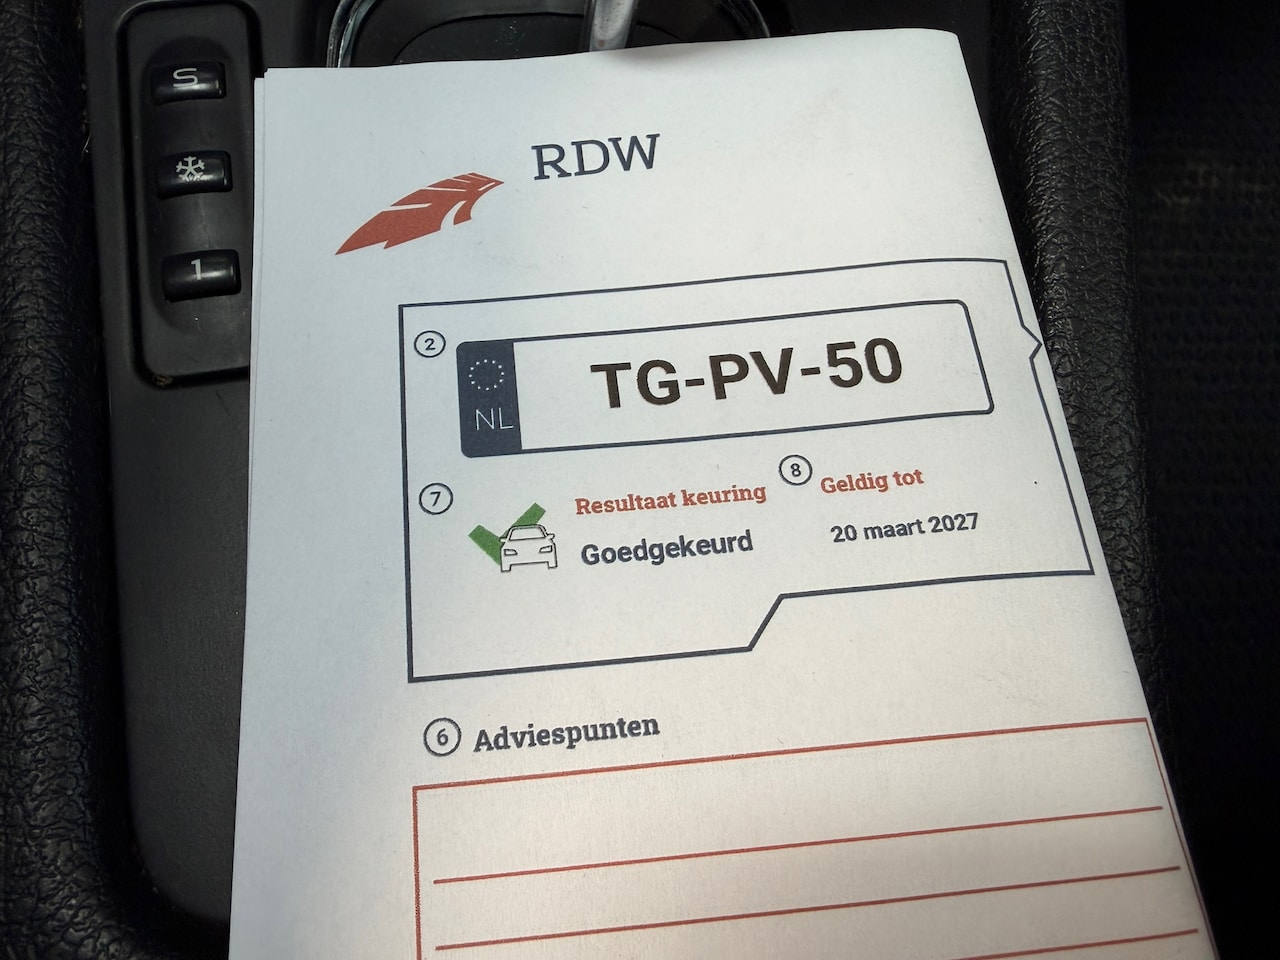 S
1
RDW
2
NL
TG-PV-50
7
Resultaat keuring
Goedgekeurd
8
Geldig tot
20 maart 2027
6 Adviespunten